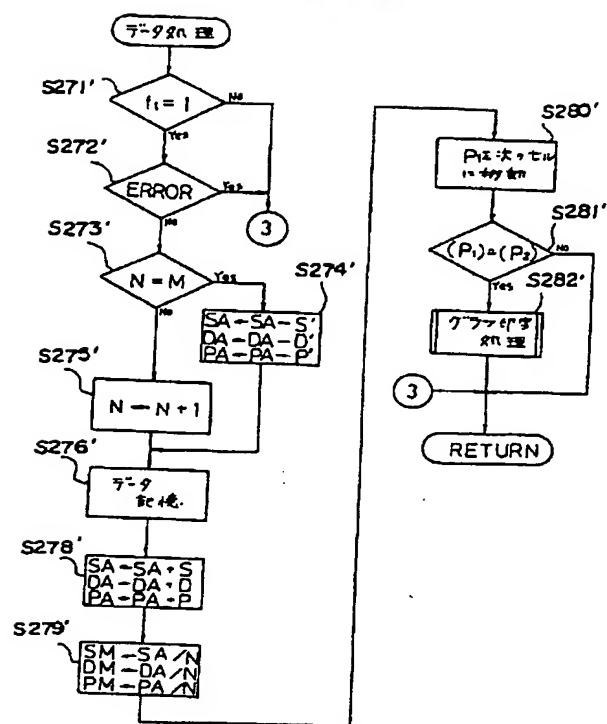 データ処理
S271'
f₁ = 1
No
Yes
S272'
ERROR
Yes
No
3
S273'
N = M
Yes
No
S274'
SA ← SA − S'
DA ← DA − D'
PA ← PA − P'
S275'
N ← N + 1
S276'
データ
記憶
S278'
SA ← SA + S
DA ← DA + D
PA ← PA + P
S279'
SM ← SA/N
DM ← DA/N
PM ← PA/N
S280'
P₁を次のセル
に移動
S281'
(P₁) = (P₂)
No
Yes
S282'
グラフ印字
処理
3
RETURN